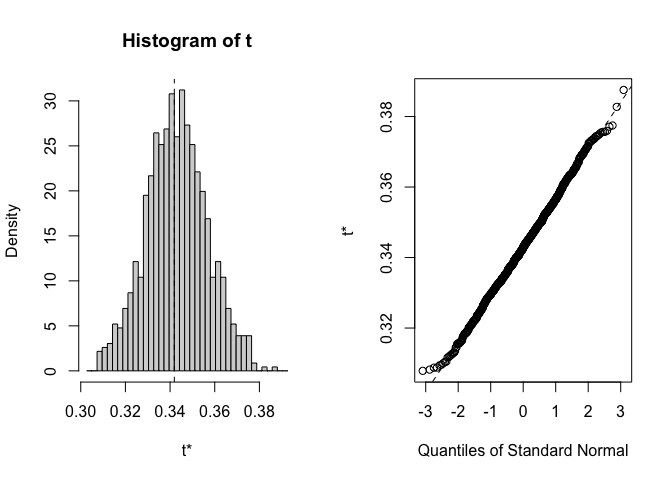 Histogram of t
Density
0 5 10 15 20 25 30
0.30 0.32 0.34 0.36 0.38
t*
t*
0.32 0.34 0.36 0.38
-3 -2 -1 0 1 2 3
Quantiles of Standard Normal